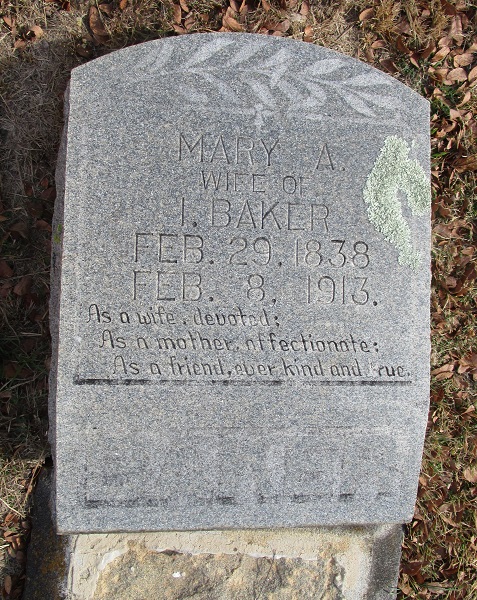 MARY A.
WIFE OF
I. BAKER
FEB. 29, 1838
FEB. 8, 1913.
As a wife, devoted;
As a mother, affectionate;
As a friend, ever kind and true.